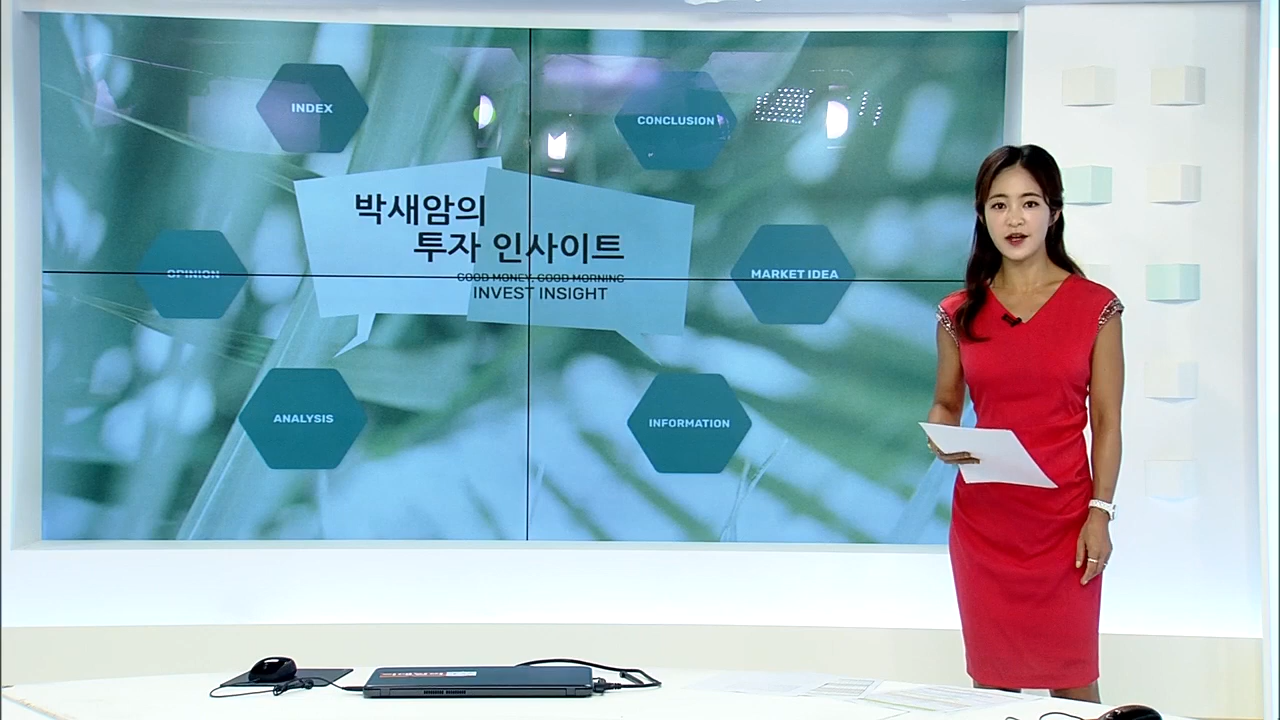 INDEX
CONCLUSION
박새암의
투자 인사이트
OPINION
GOOD MONEY, GOOD MORNING
MARKET IDEA
INVEST INSIGHT
ANALYSIS
INFORMATION